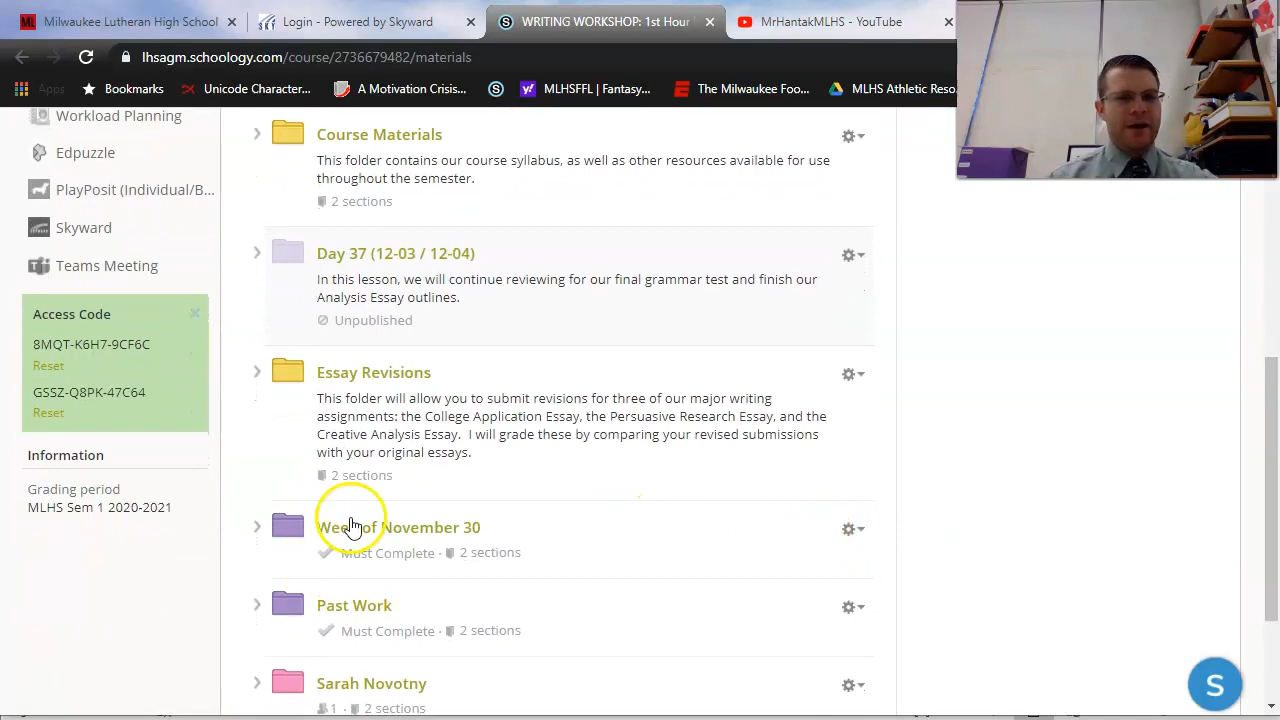 Milwaukee Lutheran High School
Login - Powered by Skyward
WRITING WORKSHOP: 1st Hour
MrHantakMLHS - YouTube
lhsagm.schoology.com/course/2736679482/materials
Apps
Bookmarks
Unicode Character...
A Motivation Crisis...
MLHSFFL | Fantasy...
The Milwaukee Foo...
MLHS Athletic Reso
Workload Planning
Edpuzzle
PlayPosit (Individual/B...
Skyward
Teams Meeting
Access Code
8MQT-K6H7-9CF6C
Reset
GSSZ-Q8PK-47C64
Reset
Information
Grading period
MLHS Sem 1 2020-2021
Course Materials
This folder contains our course syllabus, as well as other resources available for use
throughout the semester.
2 sections
Day 37 (12-03 / 12-04)
In this lesson, we will continue reviewing for our final grammar test and finish our
Analysis Essay outlines.
Unpublished
Essay Revisions
This folder will allow you to submit revisions for three of our major writing
assignments: the College Application Essay, the Persuasive Research Essay, and the
Creative Analysis Essay. I will grade these by comparing your revised submissions
with your original essays.
2 sections
Week of November 30
Must Complete · 2 sections
Past Work
Must Complete · 2 sections
Sarah Novotny
1 · 2 sections
S